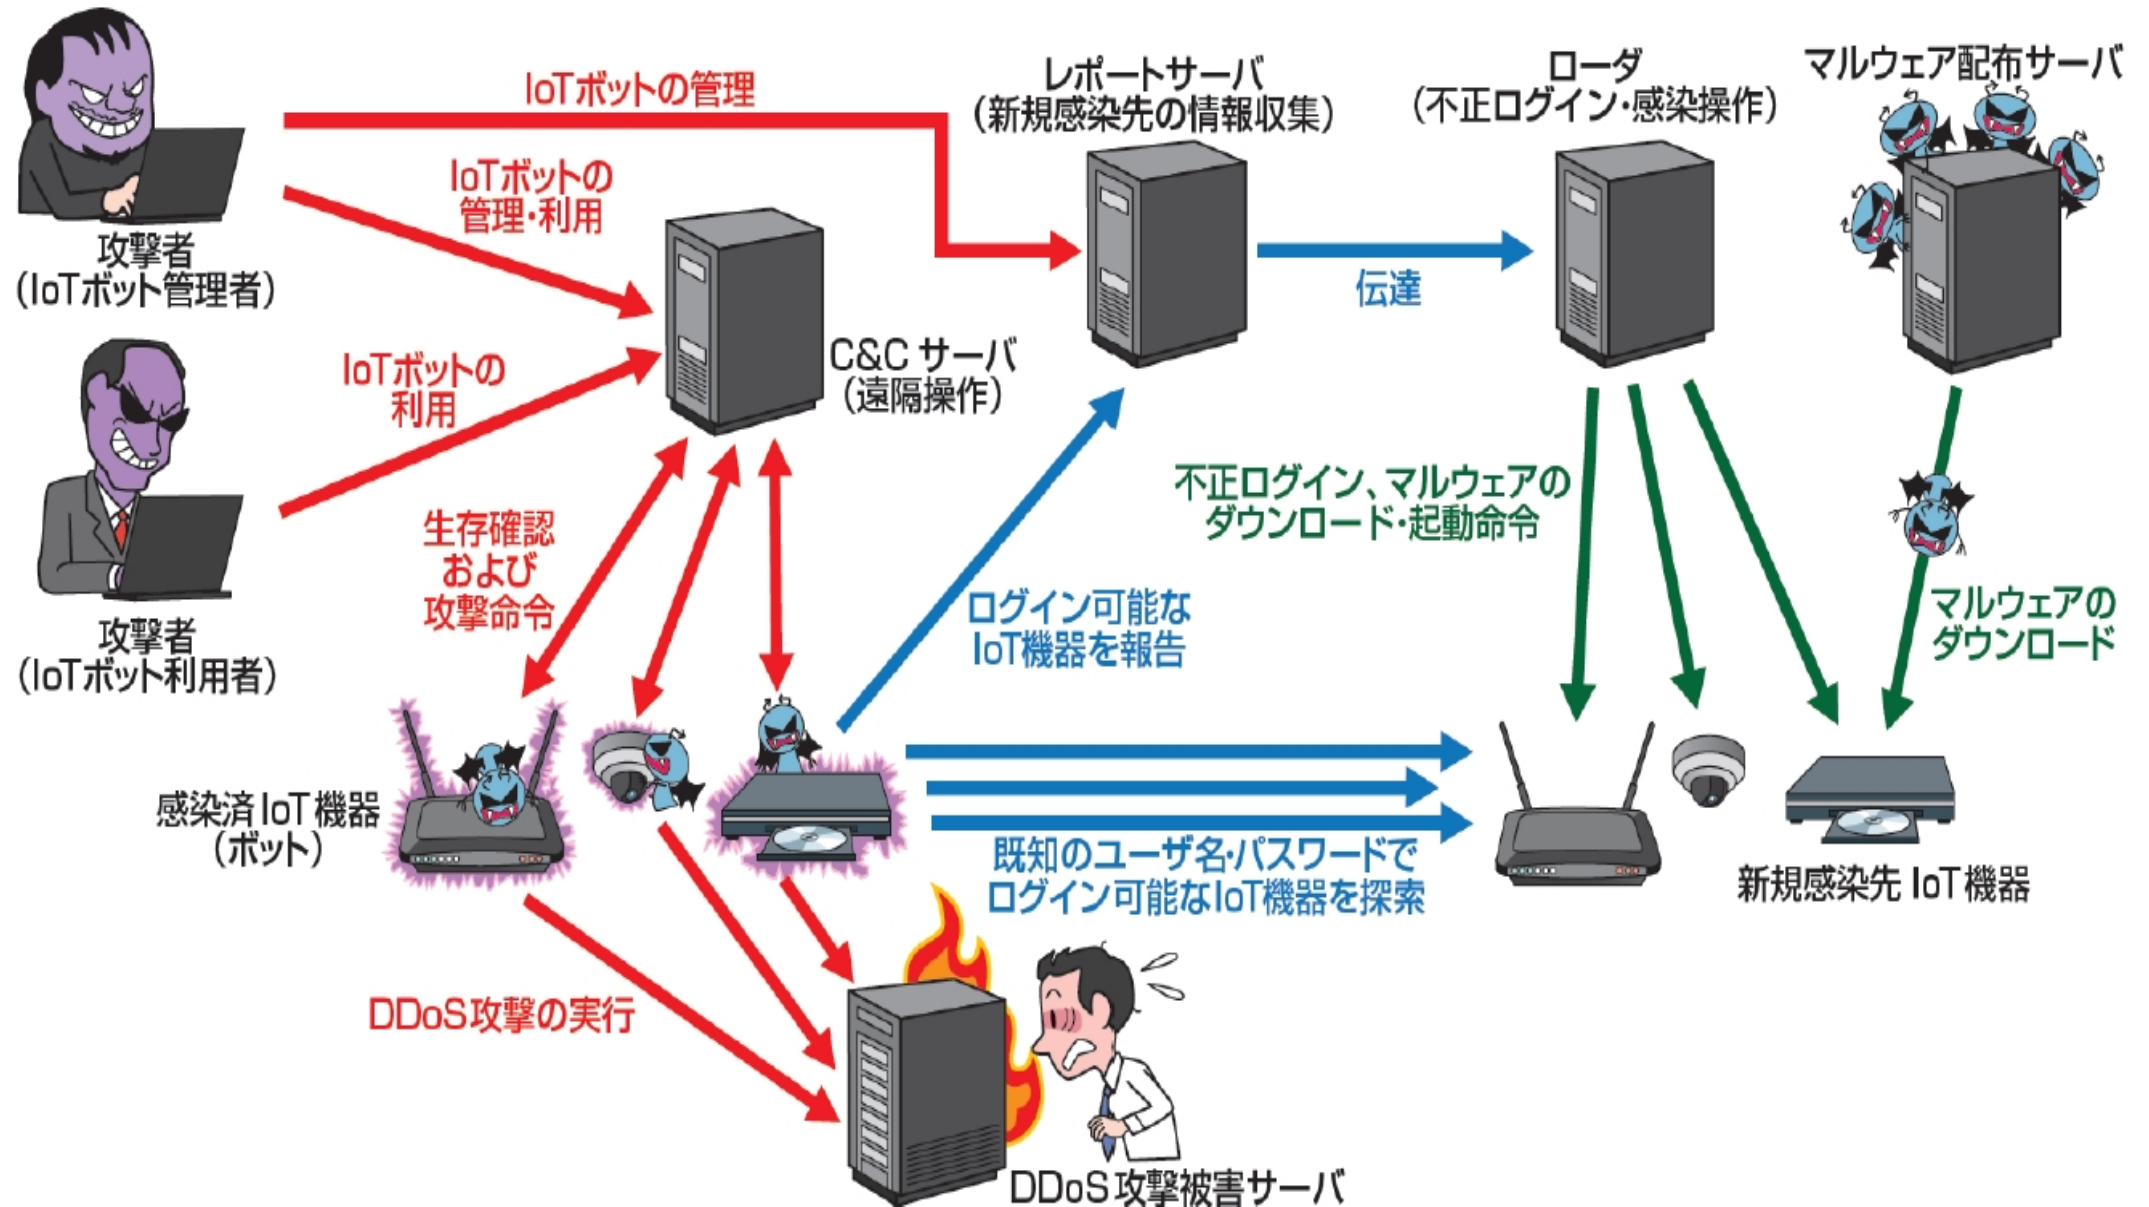 IoTボットの管理
レポートサーバ
（新規感染先の情報収集）
ローダ
（不正ログイン・感染操作）
マルウェア配布サーバ
IoTボットの
管理・利用
攻撃者
（IoTボット管理者）
伝達
C&C サーバ
（遠隔操作）
IoTボットの
利用
攻撃者
（IoTボット利用者）
生存確認
および
攻撃命令
不正ログイン、マルウェアの
ダウンロード・起動命令
ログイン可能な
IoT機器を報告
マルウェアの
ダウンロード
感染済 IoT 機器
（ボット）
既知のユーザ名・パスワードで
ログイン可能なIoT機器を探索
新規感染先 IoT 機器
DDoS攻撃の実行
DDoS 攻撃被害サーバ